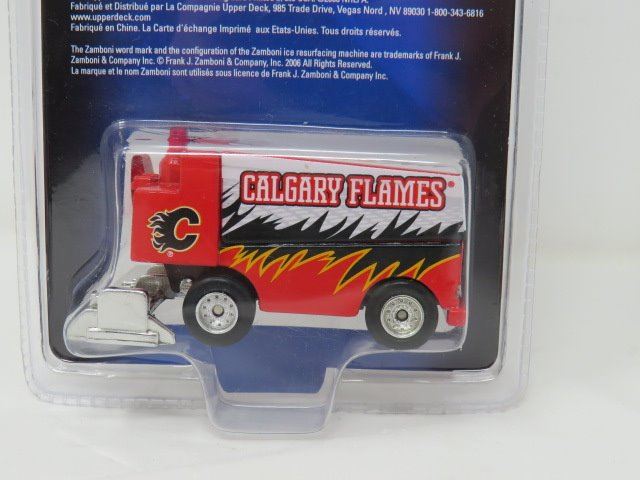 www.upperdeck.com
Fabriqué et Distribué par La Compagnie Upper Deck, 985 Trade Drive, Vegas Nord , NV 89030 1-800-343-6816
Fabriqué en Chine. La Carte d'échange Imprimé aux Etats-Unies. Tous droits réservés.
The Zamboni word mark and the configuration of the Zamboni ice resurfacing machine are trademarks of Frank J.
Zamboni & Company Inc. © Frank J. Zamboni & Company, Inc. 2006 All Rights Reserved.
La marque et le nom Zamboni sont utilisés sous licence de Frank J. Zamboni & Company Inc.
CALGARY FLAMES®
C®